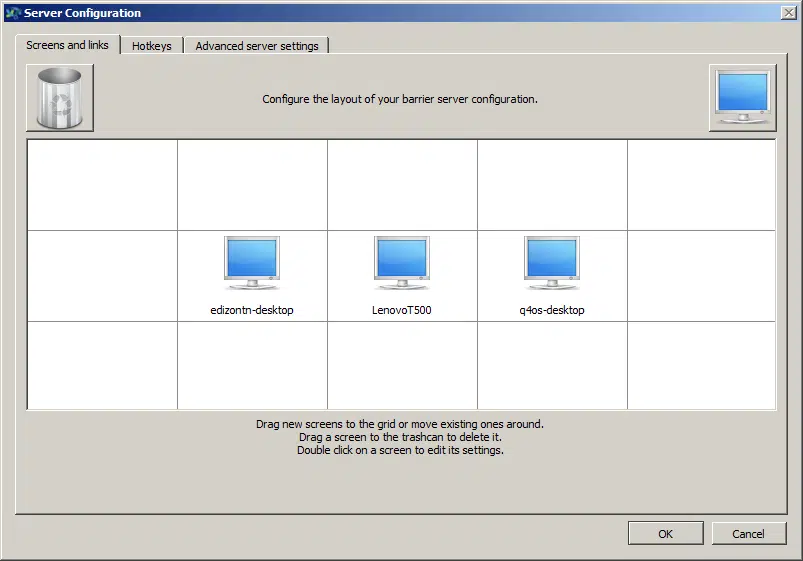 Server Configuration
Screens and links
Hotkeys
Advanced server settings
Configure the layout of your barrier server configuration.
edizontn-desktop
LenovoT500
q4os-desktop
Drag new screens to the grid or move existing ones around.
Drag a screen to the trashcan to delete it.
Double click on a screen to edit its settings.
OK
Cancel